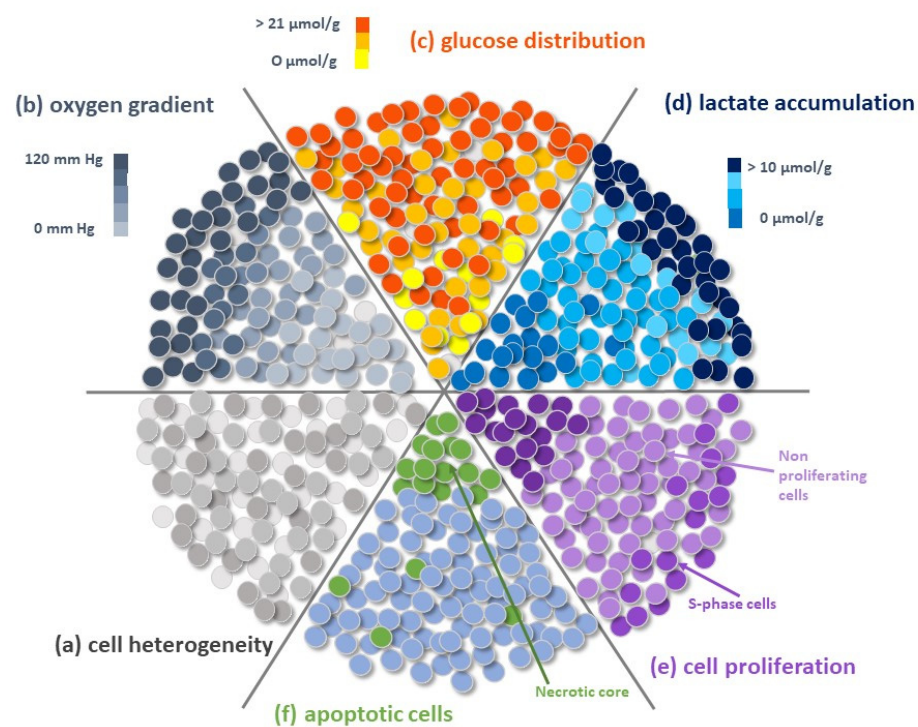 > 21 µmol/g
O µmol/g
(c) glucose distribution
(b) oxygen gradient
120 mm Hg
0 mm Hg
(d) lactate accumulation
> 10 µmol/g
0 µmol/g
Non
proliferating
cells
S-phase cells
(a) cell heterogeneity
(e) cell proliferation
Necrotic core
(f) apoptotic cells